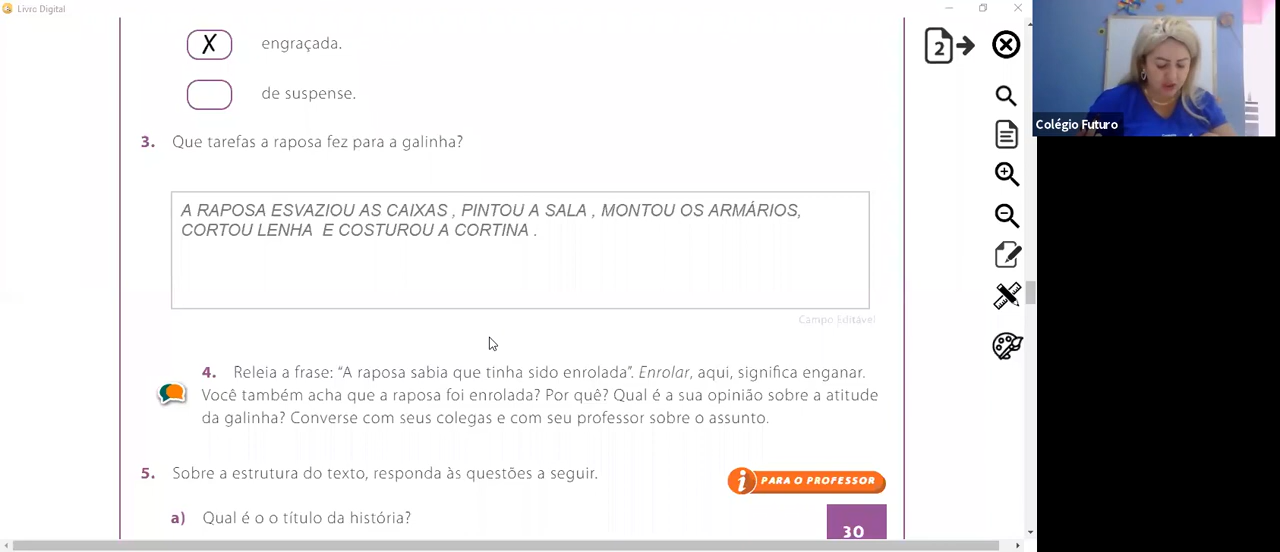 Livro Digital
X engraçada.
de suspense.
2
Colégio Futuro
3. Que tarefas a raposa fez para a galinha?
A RAPOSA ESVAZIOU AS CAIXAS , PINTOU A SALA , MONTOU OS ARMÁRIOS,
CORTOU LENHA E COSTUROU A CORTINA .
Campo Editável
4. Releia a frase: “A raposa sabia que tinha sido enrolada”. Enrolar, aqui, significa enganar.
Você também acha que a raposa foi enrolada? Por quê? Qual é a sua opinião sobre a atitude
da galinha? Converse com seus colegas e com seu professor sobre o assunto.
5. Sobre a estrutura do texto, responda às questões a seguir.
i PARA O PROFESSOR
a) Qual é o o título da história?
30